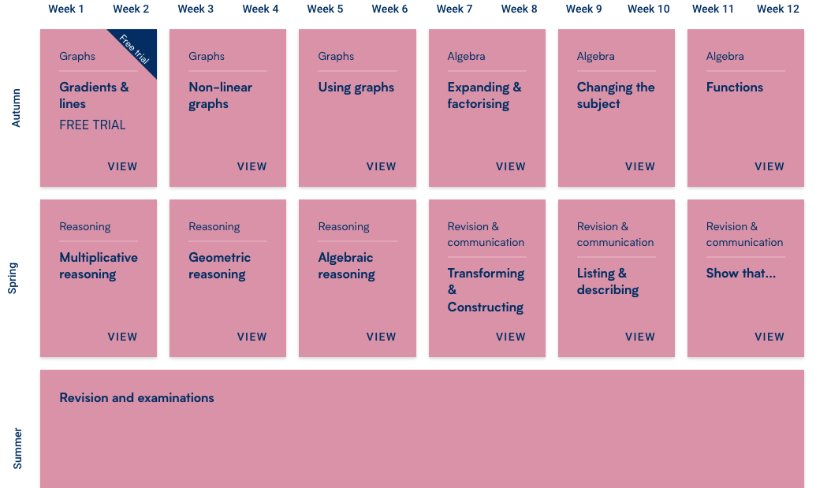 Week 1 Week 2 Week 3 Week 4 Week 5 Week 6 Week 7 Week 8 Week 9 Week 10 Week 11 Week 12
Autumn
Graphs
Free trial
Gradients &
lines
FREE TRIAL
VIEW
Graphs
Non-linear
graphs
VIEW
Graphs
Using graphs
VIEW
Algebra
Expanding &
factorising
VIEW
Algebra
Changing the
subject
VIEW
Algebra
Functions
VIEW
Spring
Reasoning
Multiplicative
reasoning
VIEW
Reasoning
Geometric
reasoning
VIEW
Reasoning
Algebraic
reasoning
VIEW
Revision &
communication
Transforming
&
Constructing
VIEW
Revision &
communication
Listing &
describing
VIEW
Revision &
communication
Show that...
VIEW
Summer
Revision and examinations